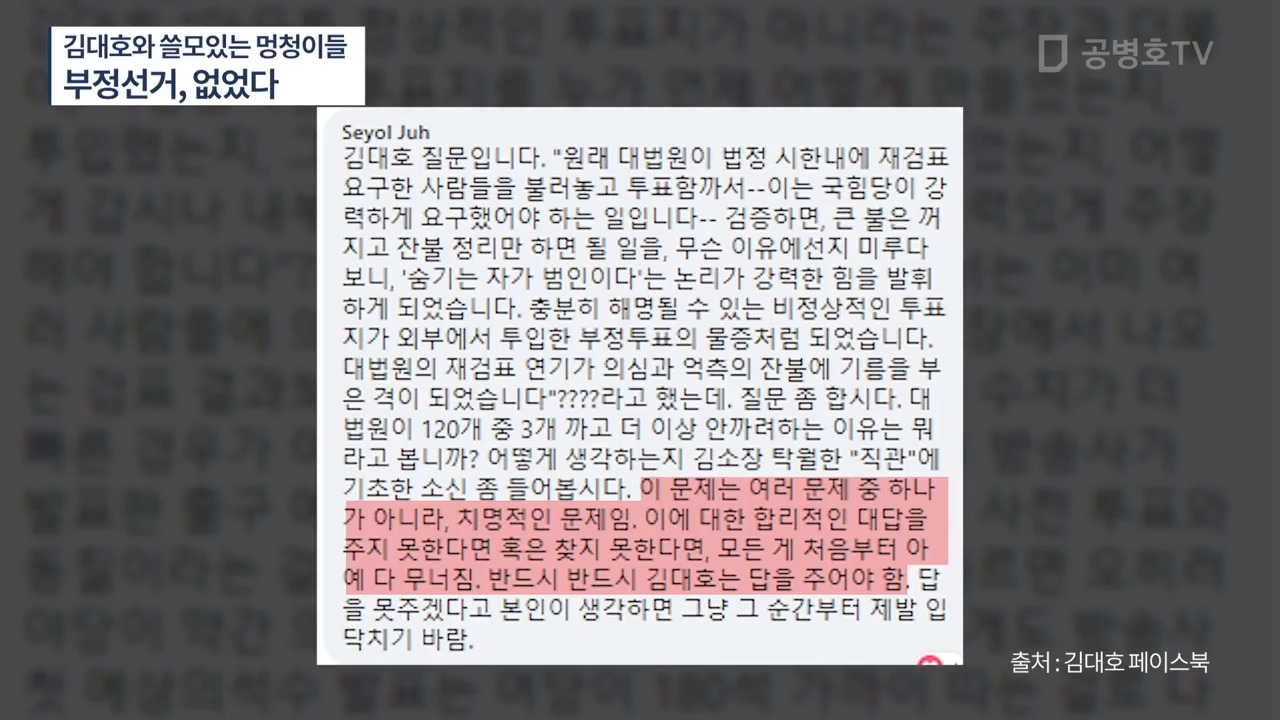 김대호와 쓸모있는 멍청이들
부정선거, 없었다
공병호TV
Seyol Juh
김대호 질문입니다. "원래 대법원이 법정 시한내에 재검표
요구한 사람들을 불러놓고 투표함까서--이는 국힘당이 강
력하게 요구했어야 하는 일입니다-- 검증하면, 큰 불은 꺼
지고 잔불 정리만 하면 될 일을, 무슨 이유에선지 미루다
보니, '숨기는 자가 범인이다'는 논리가 강력한 힘을 발휘
하게 되었습니다. 충분히 해명될 수 있는 비정상적인 투표
지가 외부에서 투입한 부정투표의 물증처럼 되었습니다.
대법원의 재검표 연기가 의심과 억측의 잔불에 기름을 부
은 격이 되었습니다"????라고 했는데. 질문 좀 합시다. 대
법원이 120개 중 3개 까고 더 이상 안까려하는 이유는 뭐
라고 봅니까? 어떻게 생각하는지 김소장 탁월한 "직관"에
기초한 소신 좀 들어봅시다. 이 문제는 여러 문제 중 하나
가 아니라, 치명적인 문제임. 이에 대한 합리적인 대답을
주지 못한다면 혹은 찾지 못한다면, 모든 게 처음부터 아
예 다 무너짐. 반드시 반드시 김대호는 답을 주어야 함. 답
을 못주겠다고 본인이 생각하면 그냥 그 순간부터 제발 입
닥치기 바람.
출처 : 김대호 페이스북